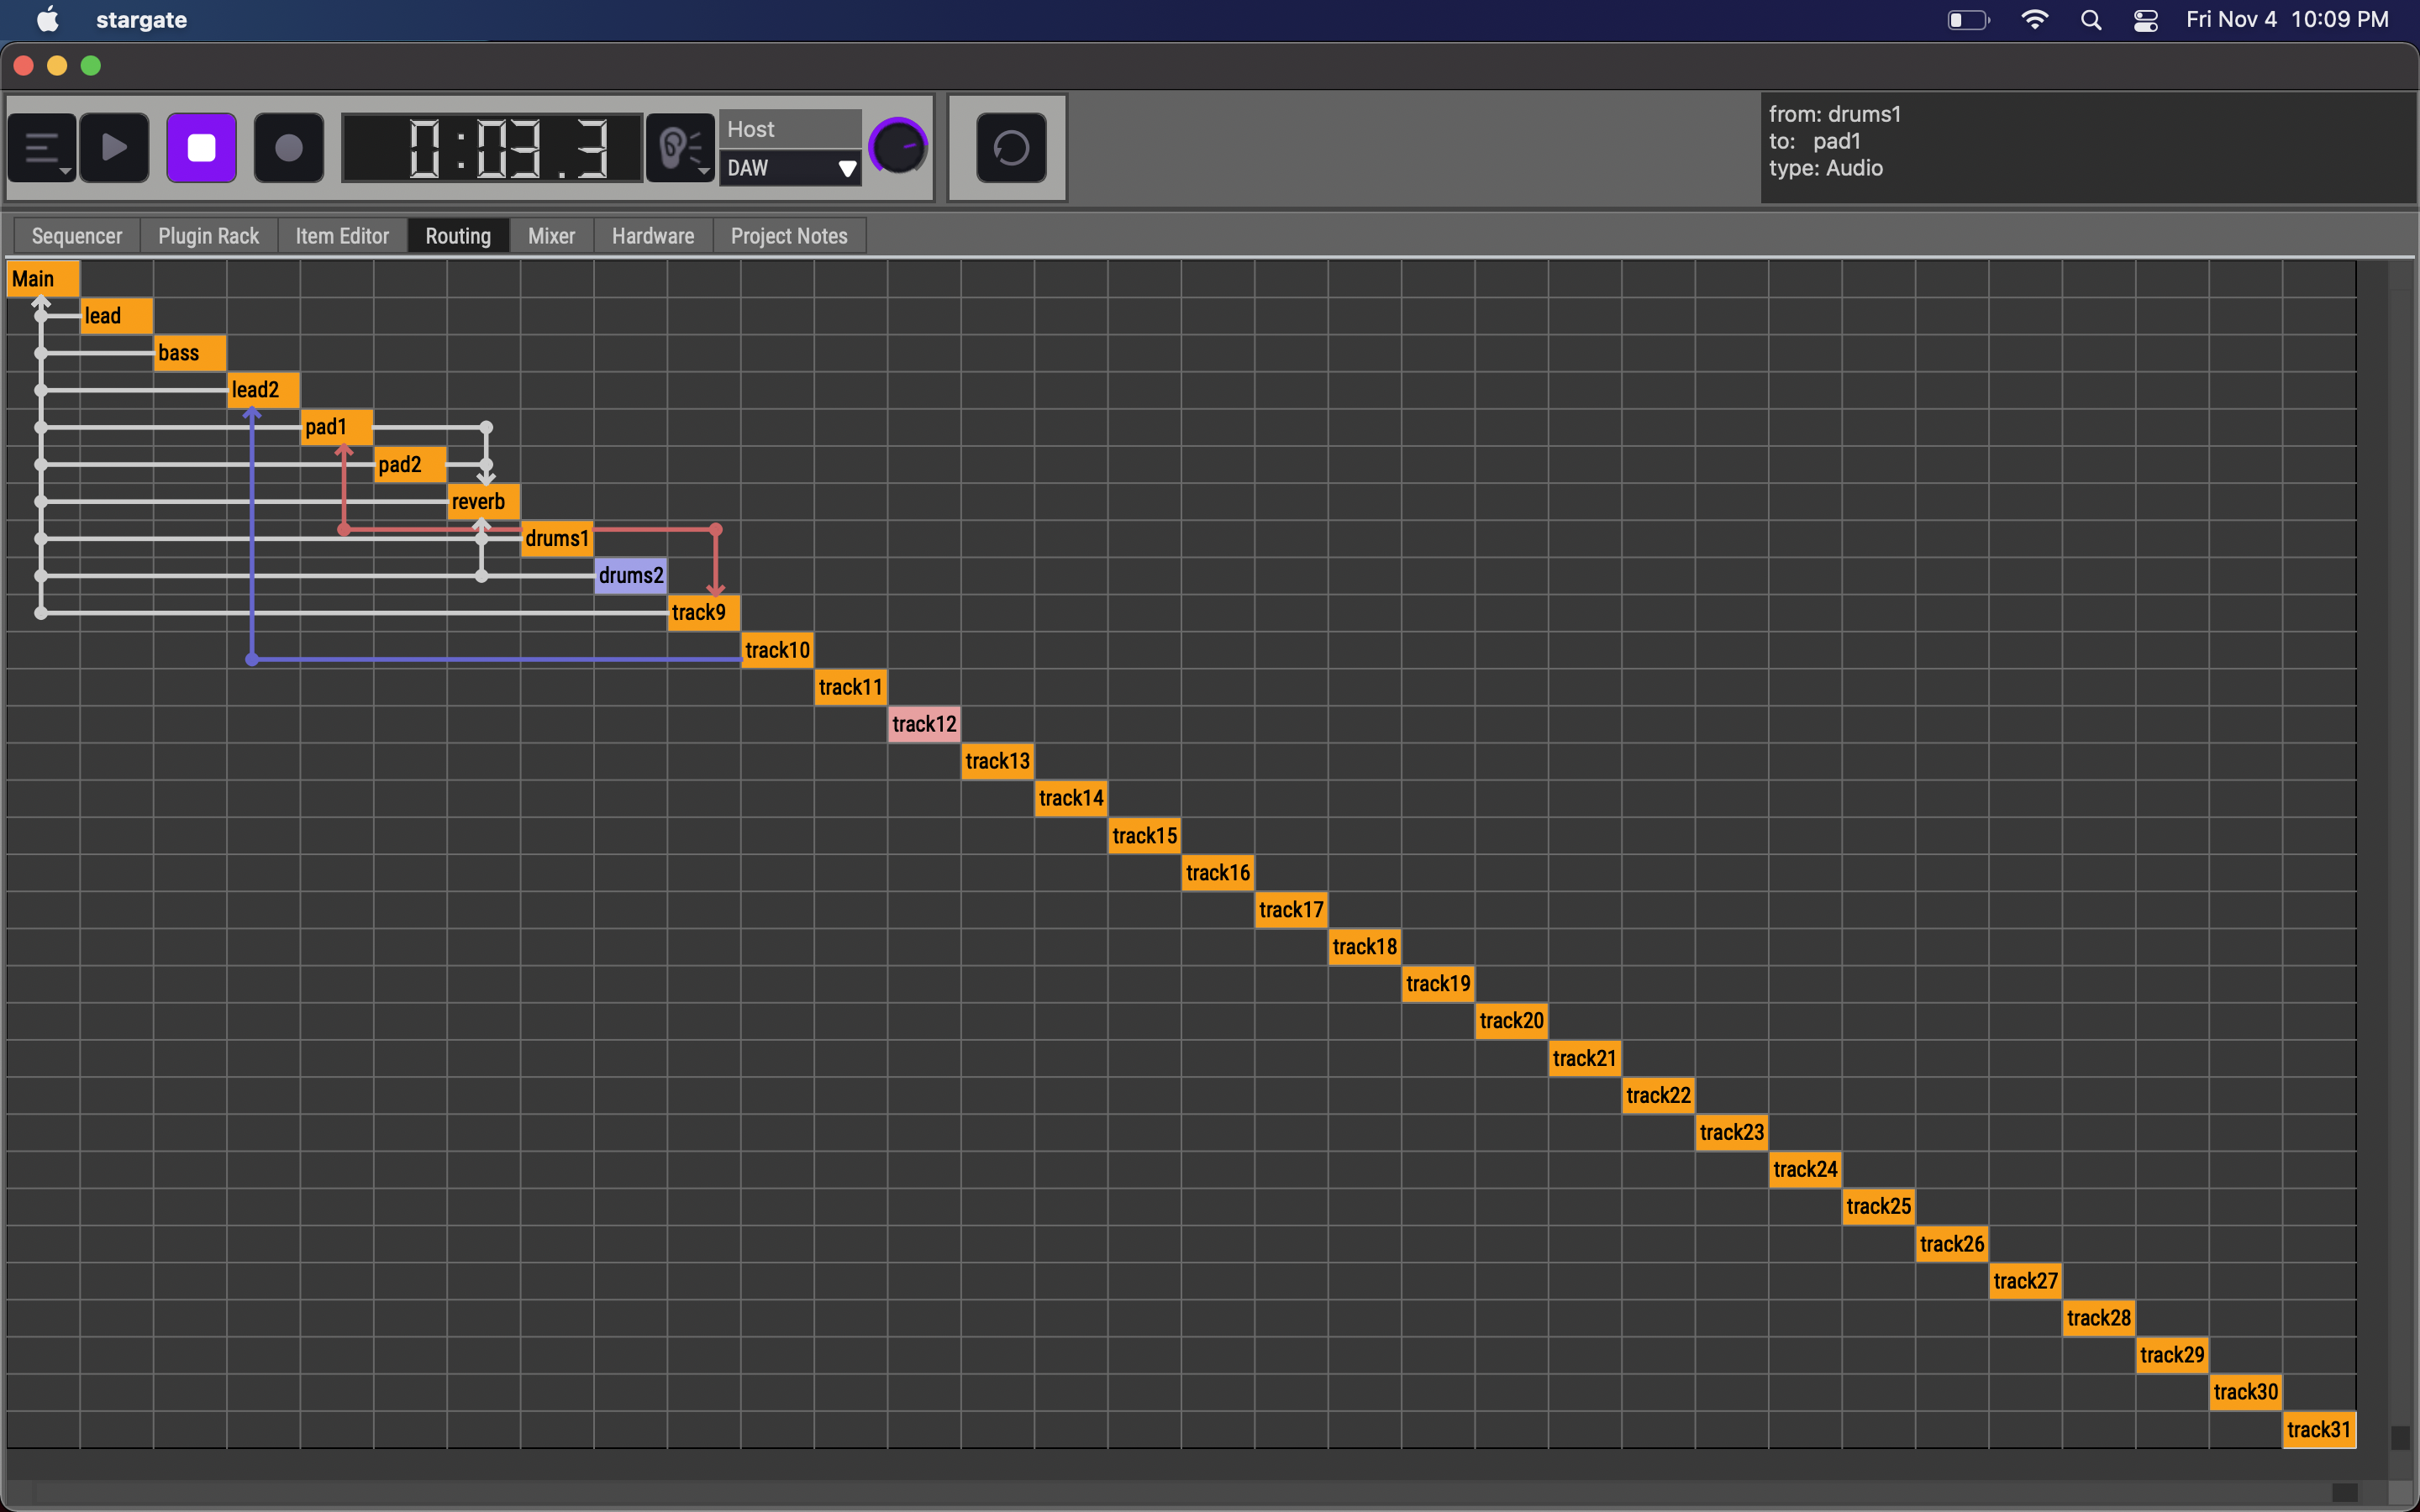 stargate
Fri Nov 4 10:09 PM
0:03.3
Host
DAW
from: drums1
to: pad1
type: Audio
Sequencer Plugin Rack Item Editor Routing Mixer Hardware Project Notes
Main
lead
bass
lead2
pad1
pad2
reverb
drums1
drums2
track9
track10
track11
track12
track13
track14
track15
track16
track17
track18
track19
track20
track21
track22
track23
track24
track25
track26
track27
track28
track29
track30
track31